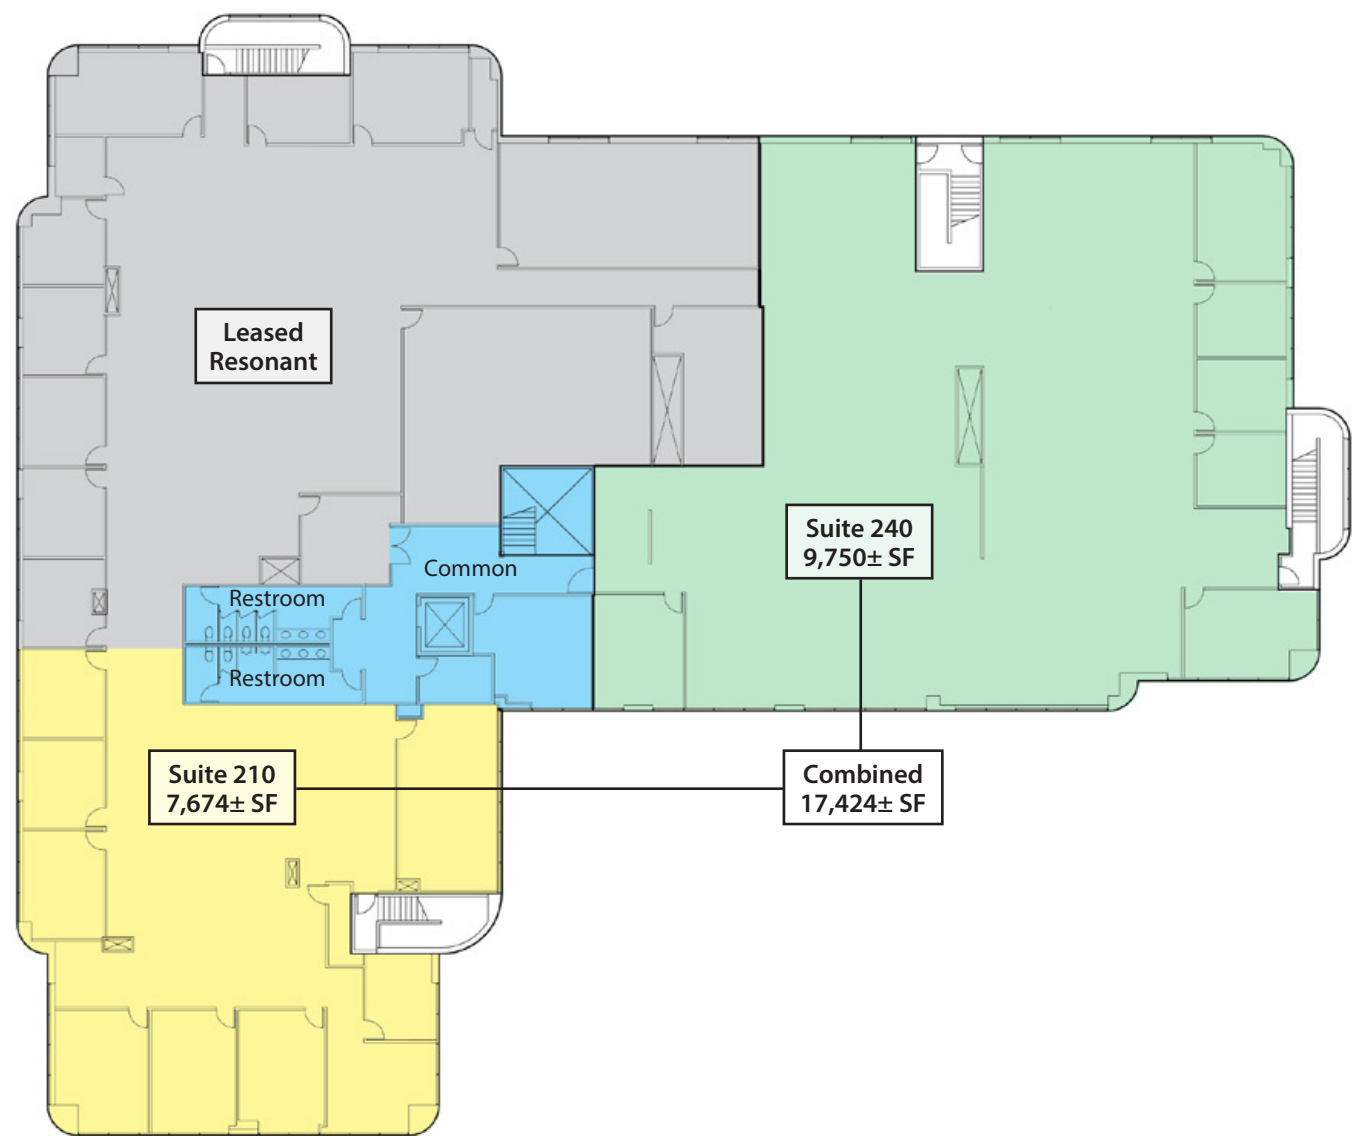 Leased
Resonant
Suite 240
9,750± SF
Common
Restroom
Restroom
Suite 210
7,674± SF
Combined
17,424± SF